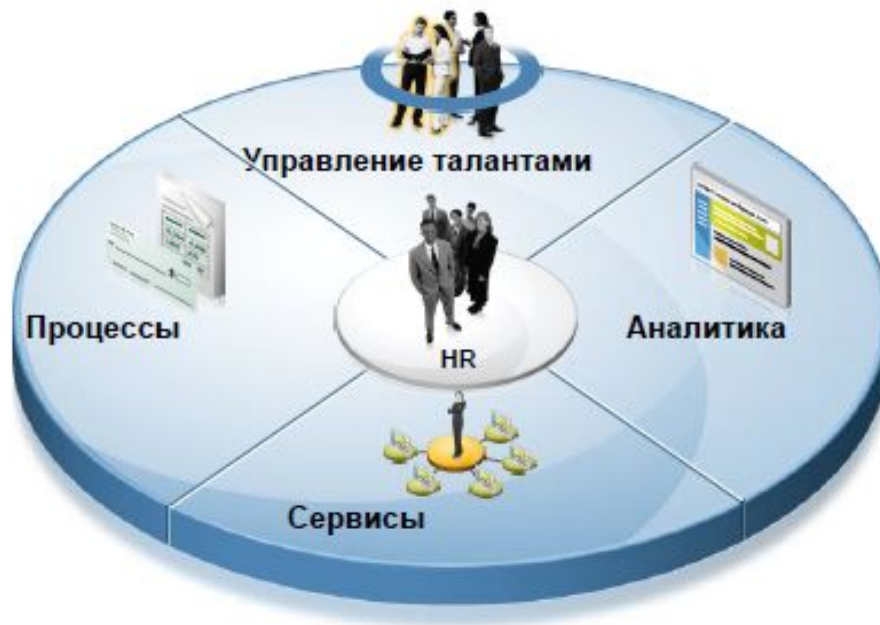 Управление талантами
Процессы
Аналитика
HR
Сервисы